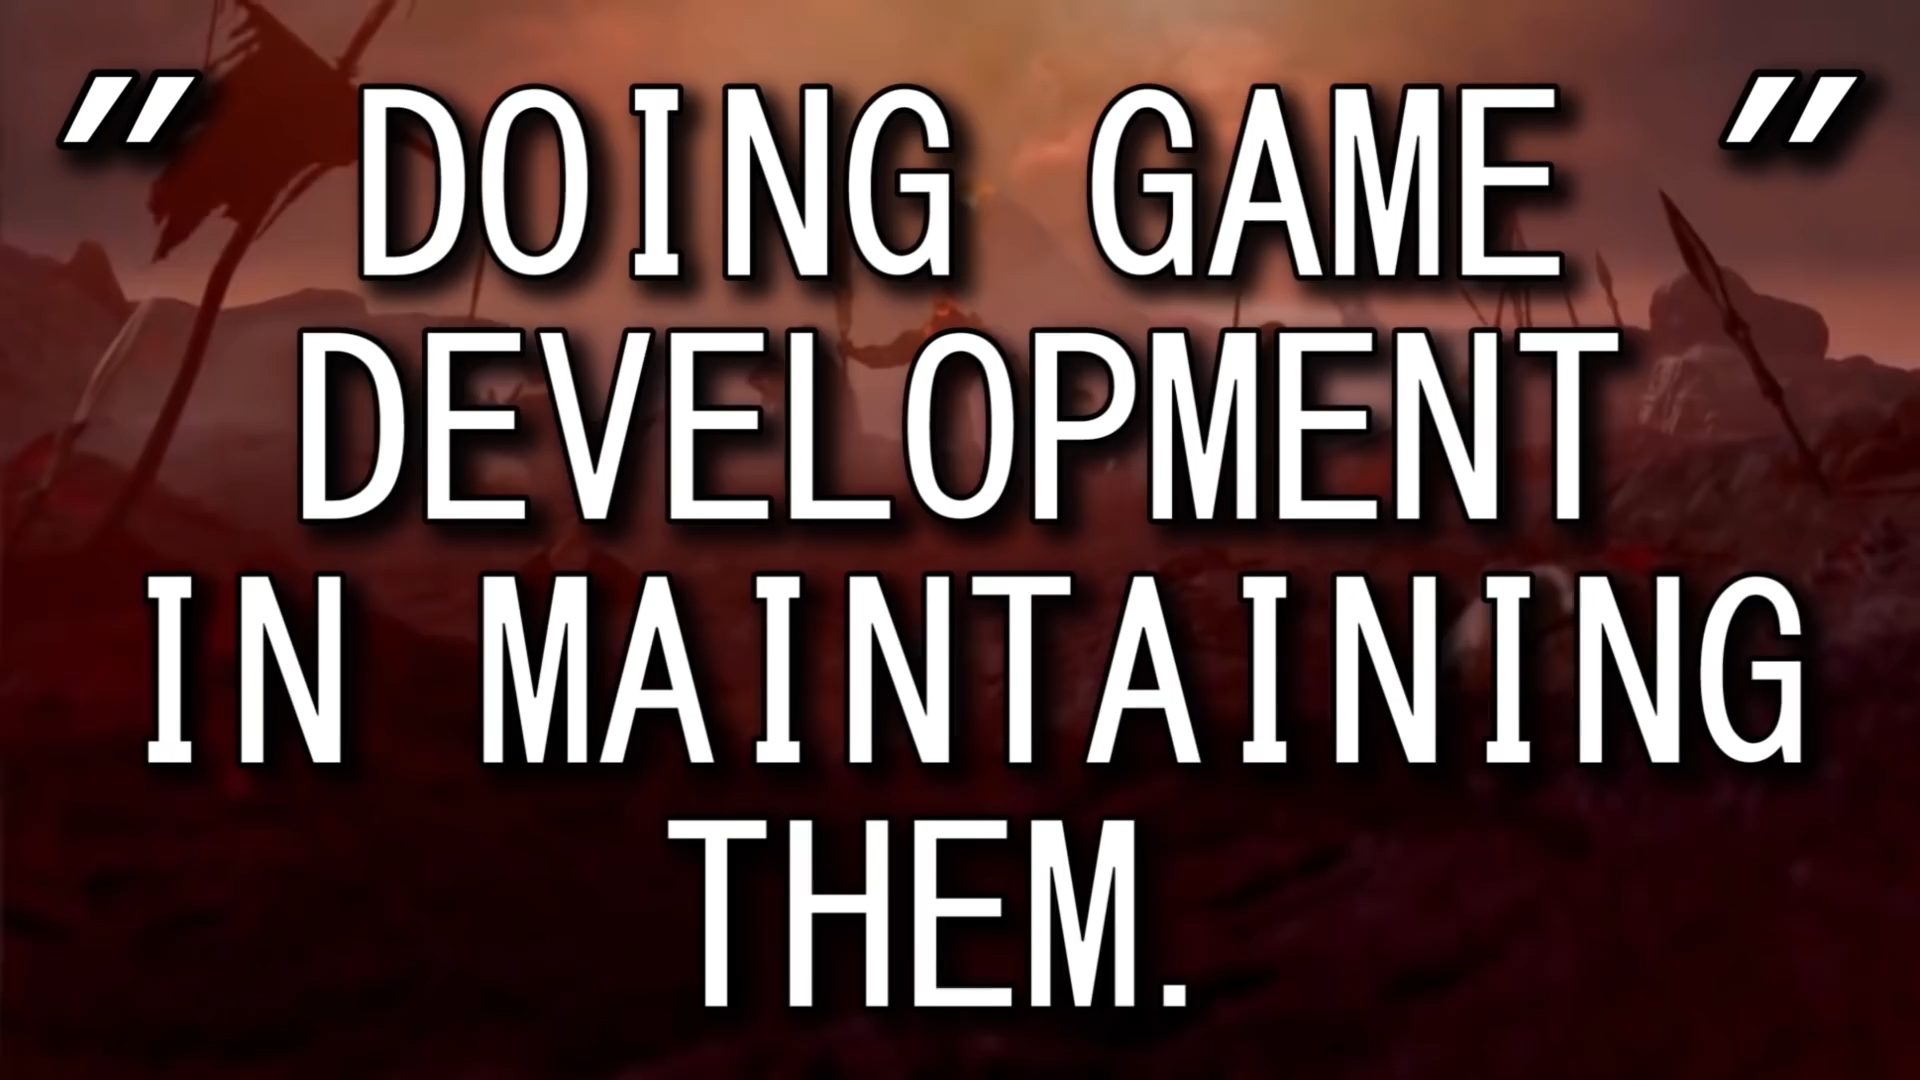 " DOING GAME "
DEVELOPMENT
IN MAINTAINING
THEM.